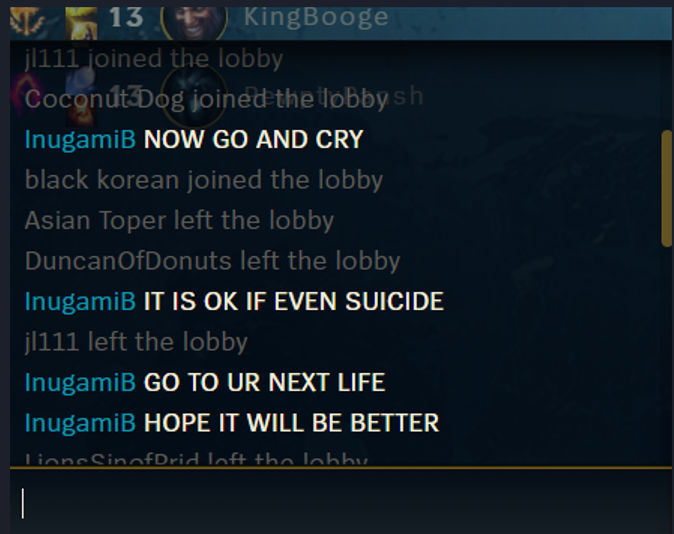 13 KingBooge
jl111 joined the lobby
Coconut Dog joined the lobby
13
InugamiB NOW GO AND CRY
black korean joined the lobby
Asian Toper left the lobby
DuncanOfDonuts left the lobby
InugamiB IT IS OK IF EVEN SUICIDE
jl111 left the lobby
InugamiB GO TO UR NEXT LIFE
InugamiB HOPE IT WILL BE BETTER
LionsSinofPrid left the lobby